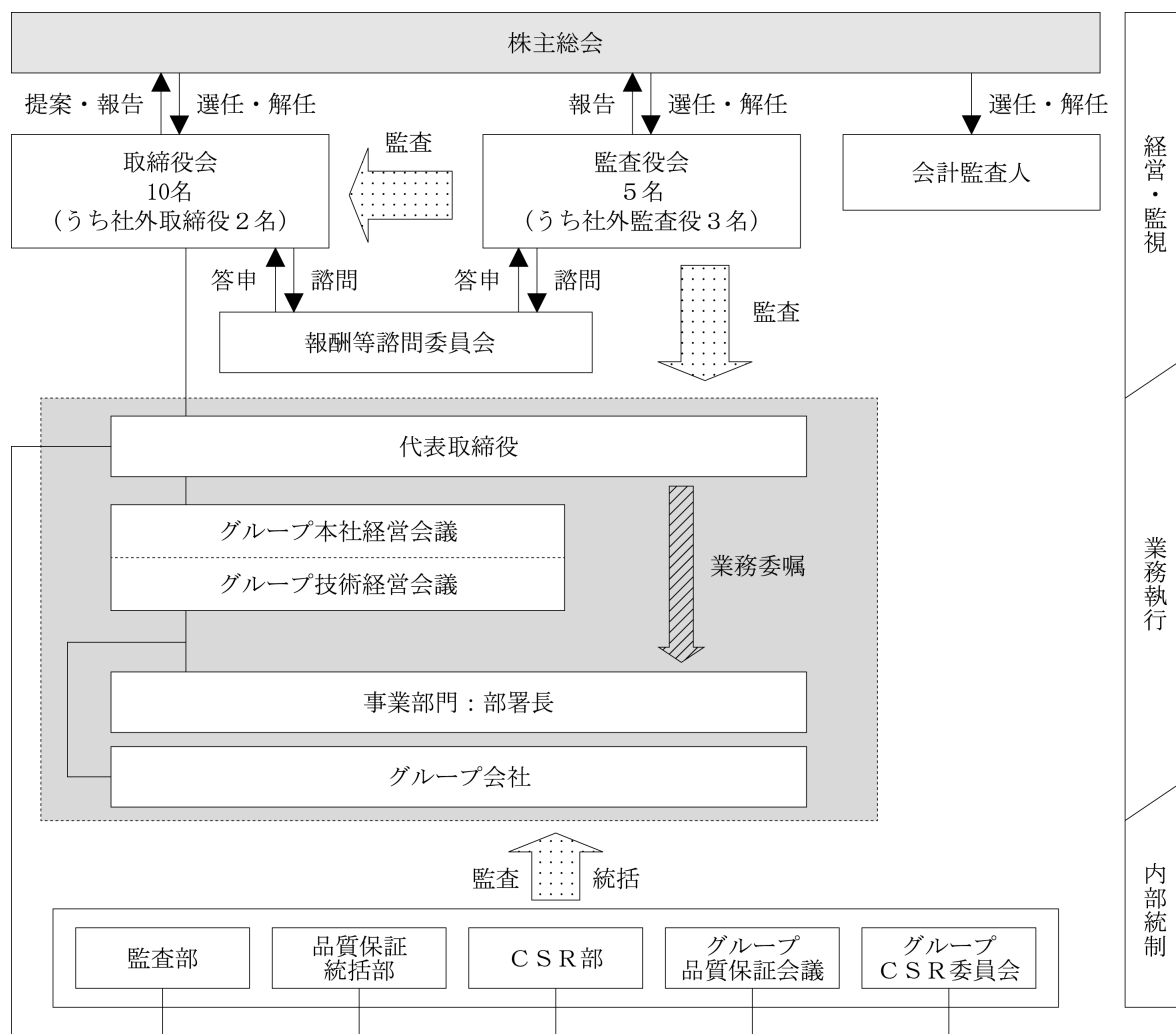 株主総会
提案・報告
選任・解任
報告
選任・解任
選任・解任
取締役会
10名
(うち社外取締役２名)
監査
監査役会
５名
(うち社外監査役３名)
会計監査人
答申
諮問
答申
諮問
報酬等諮問委員会
監査
経営・監視
代表取締役
グループ本社経営会議
グループ技術経営会議
業務委嘱
事業部門：部署長
グループ会社
業務執行
監査
統括
監査部
品質保証
統括部
ＣＳＲ部
グループ
品質保証会議
グループ
ＣＳＲ委員会
内部統制